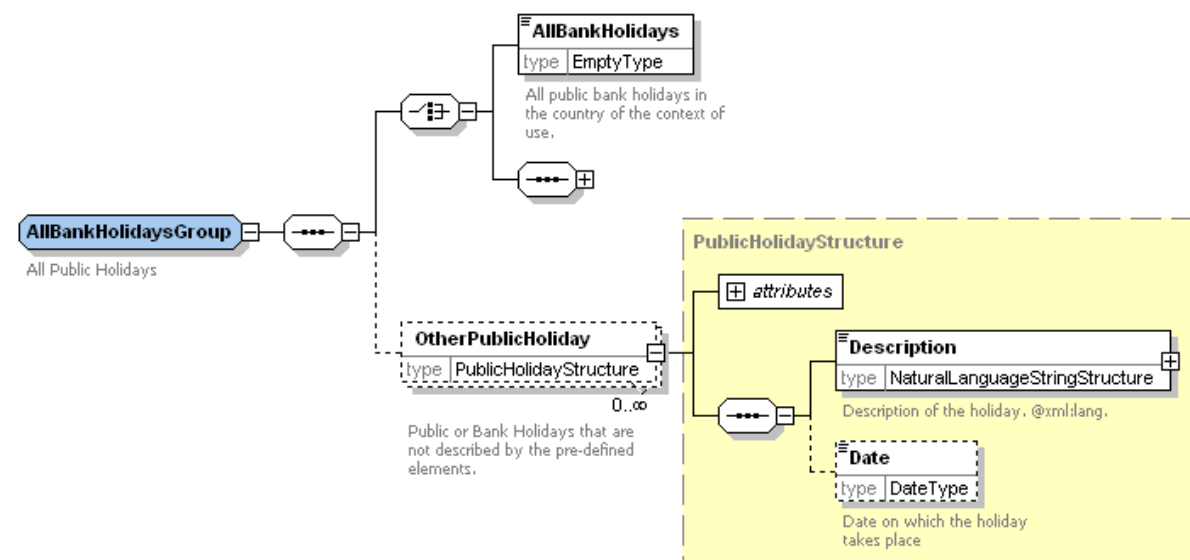 AllBankHolidays
type EmptyType
All public bank holidays in
the country of the context of
use.
AllBankHolidaysGroup
All Public Holidays
PublicHolidayStructure
attributes
OtherPublicHoliday
type PublicHolidayStructure
0..∞
Public or Bank Holidays that are
not described by the pre-defined
elements.
Description
type NaturalLanguageStringStructure
Description of the holiday. @xml:lang.
Date
type DateType
Date on which the holiday
takes place